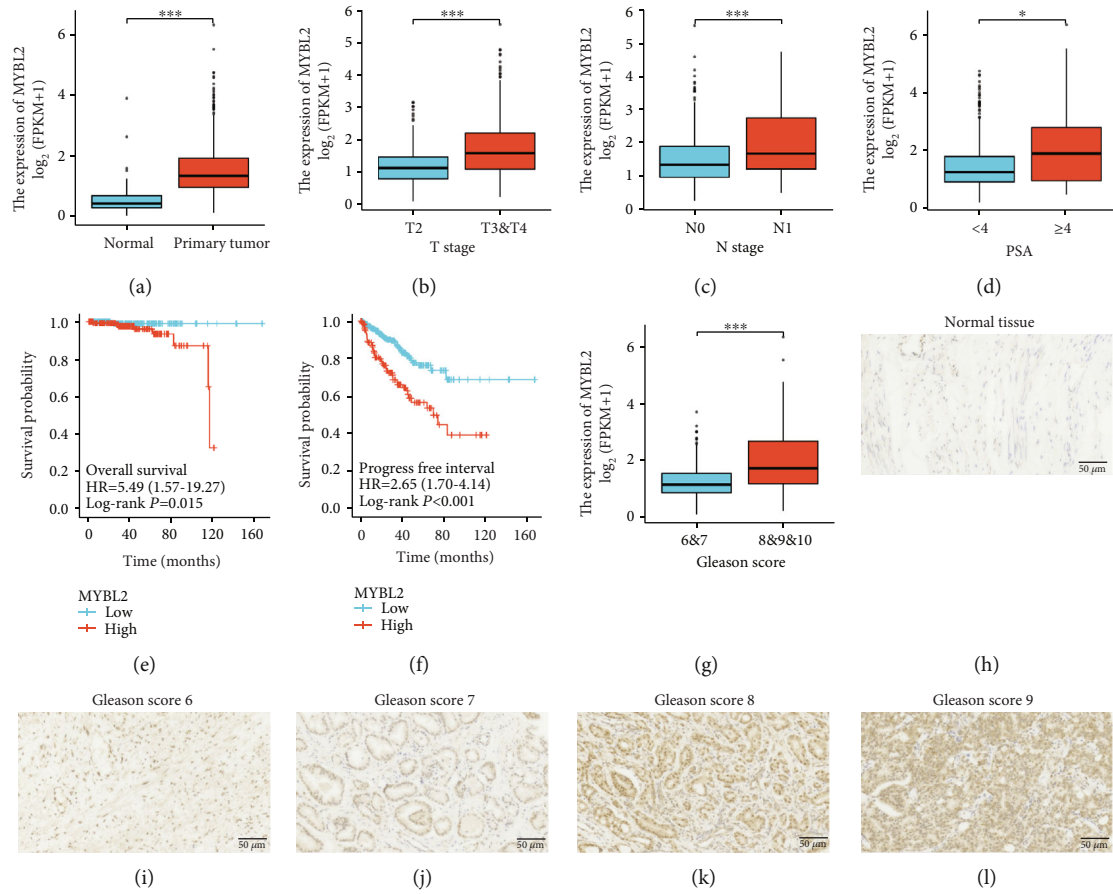 The expression of MYBL2
log2 (FPKM+1)
6
4
2
0
***
Normal
Primary tumor
(a)
The expression of MYBL2
log2 (FPKM+1)
6
5
4
3
2
1
0
***
T2
T3&T4
T stage
(b)
The expression of MYBL2
log2 (FPKM+1)
6
5
4
3
2
1
0
***
N0
N1
N stage
(c)
The expression of MYBL2
log2 (FPKM+1)
6
4
2
0
*
<4
≥4
PSA
(d)
Survival probability
1.0
0.8
0.6
0.4
0.2
0.0
Overall survival
HR=5.49 (1.57-19.27)
Log-rank P=0.015
0
40
80
120
160
Time (months)
MYBL2
Low
High
(e)
Survival probability
1.0
0.8
0.6
0.4
0.2
0.0
Progress free interval
HR=2.65 (1.70-4.14)
Log-rank P<0.001
0
40
80
120
160
Time (months)
MYBL2
Low
High
(f)
The expression of MYBL2
log2 (FPKM+1)
6
4
2
0
***
6&7
8&9&10
Gleason score
(g)
Normal tissue
50 μm
(h)
Gleason score 6
50 μm
(i)
Gleason score 7
50 μm
(j)
Gleason score 8
50 μm
(k)
Gleason score 9
50 μm
(l)